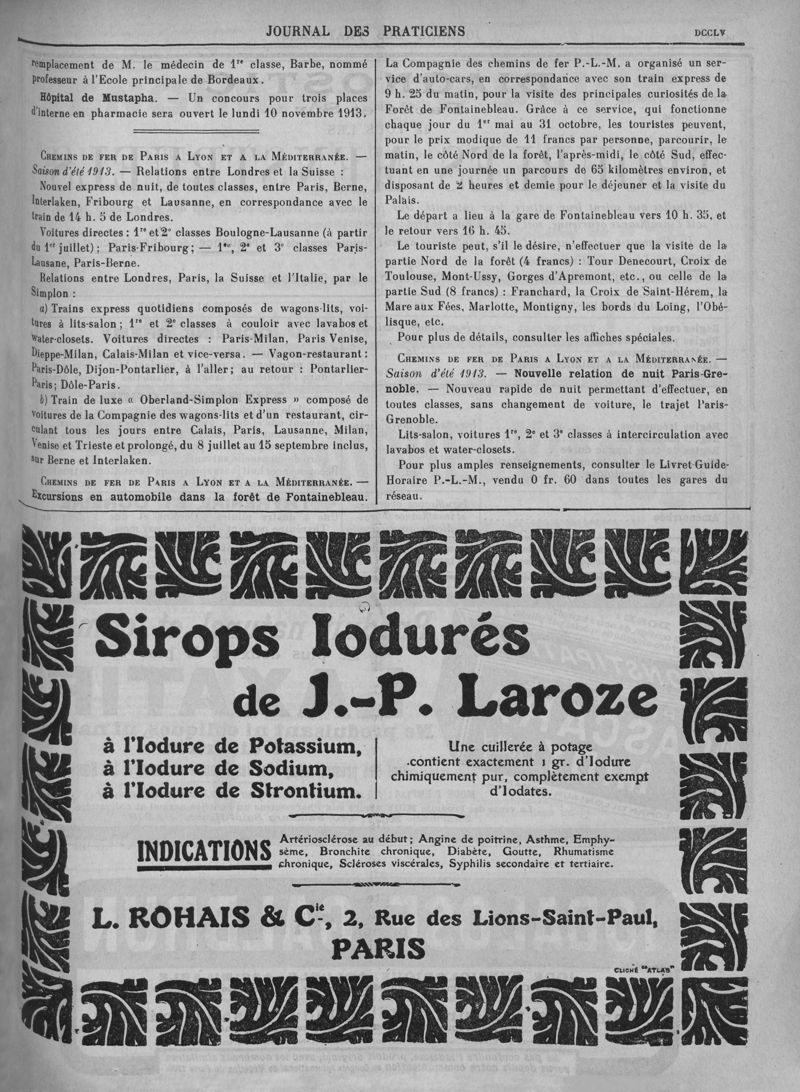 JOURNAL DES PRATICIENS
DCCLV
remplacement de M. le médecin de 1re classe, Barbe, nommé
professeur à l'Ecole principale de Bordeaux.
Hôpital de Mustapha. — Un concours pour trois places
d'interne en pharmacie sera ouvert le lundi 10 novembre 1913.
Chemins de fer de Paris a Lyon et a la Méditerranée. —
Saison d'été 1913. — Relations entre Londres et la Suisse :
Nouvel express de nuit, de toutes classes, entre Paris, Berne,
Interlaken, Fribourg et Lausanne, en correspondance avec le
train de 14 h. 5 de Londres.
Voitures directes : 1re et 2e classes Boulogne-Lausanne (à partir
du 1er juillet) ; Paris-Fribourg ; — 1re, 2e et 3e classes Paris-
Lausane, Paris-Berne.
Relations entre Londres, Paris, la Suisse et l'Italie, par le
Simplon :
a) Trains express quotidiens composés de wagons-lits, voi-
tures à lits-salon ; 1re et 2e classes à couloir avec lavabos et
water-closets. Voitures directes : Paris-Milan, Paris Venise,
Dieppe-Milan, Calais-Milan et vice-versa. — Vagon-restaurant :
Paris-Dôle, Dijon-Pontarlier, à l'aller ; au retour : Pontarlier-
Paris ; Dôle-Paris.
b) Train de luxe « Oberland-Simplon Express » composé de
voitures de la Compagnie des wagons-lits et d'un restaurant, cir-
culant tous les jours entre Calais, Paris, Lausanne, Milan,
Venise et Trieste et prolongé, du 8 juillet au 15 septembre inclus,
sur Berne et Interlaken.
Chemins de fer de Paris a Lyon et a la Méditerranée. —
Excursions en automobile dans la forêt de Fontainebleau.
La Compagnie des chemins de fer P.-L.-M. a organisé un ser-
vice d'auto-cars, en correspondance avec son train express de
9 h. 25 du matin, pour la visite des principales curiosités de la
Forêt de Fontainebleau. Grâce à ce service, qui fonctionne
chaque jour du 1er mai au 31 octobre, les touristes peuvent,
pour le prix modique de 11 francs par personne, parcourir, le
matin, le côté Nord de la forêt, l'après-midi, le côté Sud, effec-
tuant en une journée un parcours de 65 kilomètres environ, et
disposant de 2 heures et demie pour le déjeuner et la visite du
Palais.
Le départ a lieu à la gare de Fontainebleau vers 10 h. 35, et
le retour vers 16 h. 45.
Le touriste peut, s'il le désire, n'effectuer que la visite de la
partie Nord de la forêt (4 francs) : Tour Denecourt, Croix de
Toulouse, Mont-Ussy, Gorges d'Apremont, etc., ou celle de la
partie Sud (8 francs) : Franchard, la Croix de Saint-Hérem, la
Mare aux Fées, Marlotte, Montigny, les bords du Loing, l'Obé-
lisque, etc.
Pour plus de détails, consulter les affiches spéciales.
Chemins de fer de Paris a Lyon et a la Méditerranée. —
Saison d'été 1913. — Nouvelle relation de nuit Paris-Gre-
noble. — Nouveau rapide de nuit permettant d'effectuer, en
toutes classes, sans changement de voiture, le trajet Paris-
Grenoble.
Lits-salon, voitures 1re, 2e et 3e classes à intercirculation avec
lavabos et water-closets.
Pour plus amples renseignements, consulter le Livret-Guide-
Horaire P.-L.-M., vendu 0 fr. 60 dans toutes les gares du
réseau.
Sirops Iodurés
de J.-P. Laroze
à l'Iodure de Potassium,
à l'Iodure de Sodium,
à l'Iodure de Strontium.
Une cuillerée à potage
contient exactement 1 gr. d'Iodure
chimiquement pur, complètement exempt
d'Iodates.
INDICATIONS
Artériosclérose au début ; Angine de poitrine, Asthme, Emphy-
sème, Bronchite chronique, Diabète, Goutte, Rhumatisme
chronique, Scléroses viscérales, Syphilis secondaire et tertiaire.
L. ROHAIS & Cie, 2, Rue des Lions-Saint-Paul,
PARIS
CLICHÉ "ATLAS"